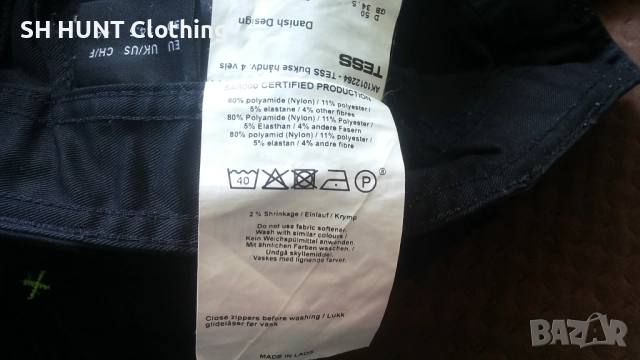 SH HUNT Clothing
EU
UK/US
CH/F
D 50
GB 34.5
Danish Design
TESS
AK1012264 - TESS bukse håndv. 4 vels
SA8000 CERTIFIED PRODUCTION
80% polyamide (Nylon) / 11% polyester /
5% elastane / 4% other fibres
80% Polyamide (Nylon) / 11% Polyester /
5% Elasthan / 4% andere Fasern
80% polyamid (Nylon) / 11% polyester /
5% elastan / 4% andre fibre
40
P
®
2 % Shrinkage / Einlauf / Krymp
Do not use fabric softener.
Wash with similar colours /
Kein Weichspülmittel anwenden.
Mit ähnlichen Farben waschen /
Undgå skyllemiddel.
Vaskes med lignende farver.
Close zippers before washing / Lukk
glidelåser før vask
MADE IN LAOS
BAZAR
.bg